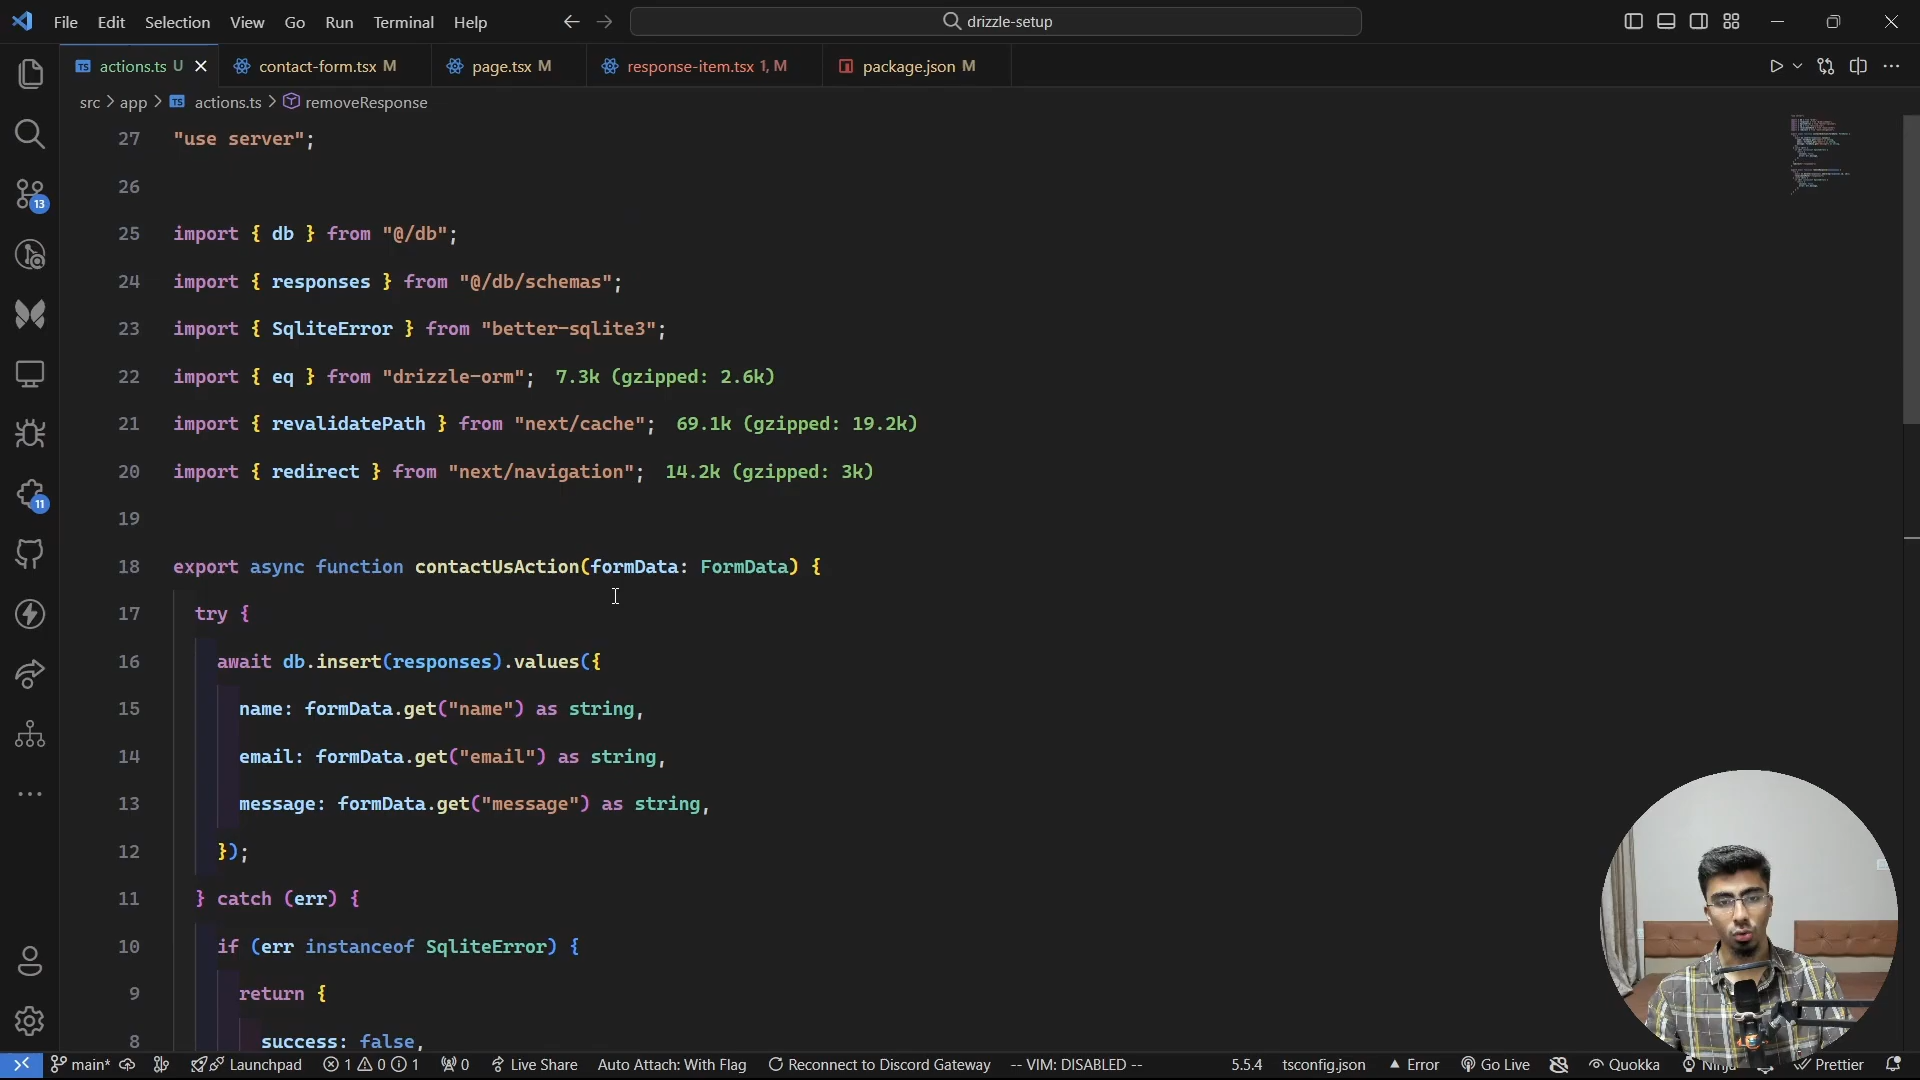 File Edit Selection View Go Run Terminal Help
drizzle-setup
actions.ts U contact-form.tsx M page.tsx M response-item.tsx 1, M package.json M
src > app > TS actions.ts > removeResponse
27 "use server";
26
25 import { db } from "@/db";
24 import { responses } from "@/db/schemas";
23 import { SqliteError } from "better-sqlite3";
22 import { eq } from "drizzle-orm"; 7.3k (gzipped: 2.6k)
21 import { revalidatePath } from "next/cache"; 69.1k (gzipped: 19.2k)
20 import { redirect } from "next/navigation"; 14.2k (gzipped: 3k)
19
18 export async function contactUsAction(formData: FormData) {
17 try {
16 await db.insert(responses).values({
15 name: formData.get("name") as string,
14 email: formData.get("email") as string,
13 message: formData.get("message") as string,
12 });
11 } catch (err) {
10 if (err instanceof SqliteError) {
9 return {
8 success: false,
13
11
main* Launchpad 1 0 1 0 Live Share Auto Attach: With Flag Reconnect to Discord Gateway -- VIM: DISABLED -- 5.5.4 tsconfig.json Error Go Live Quokka Prettier